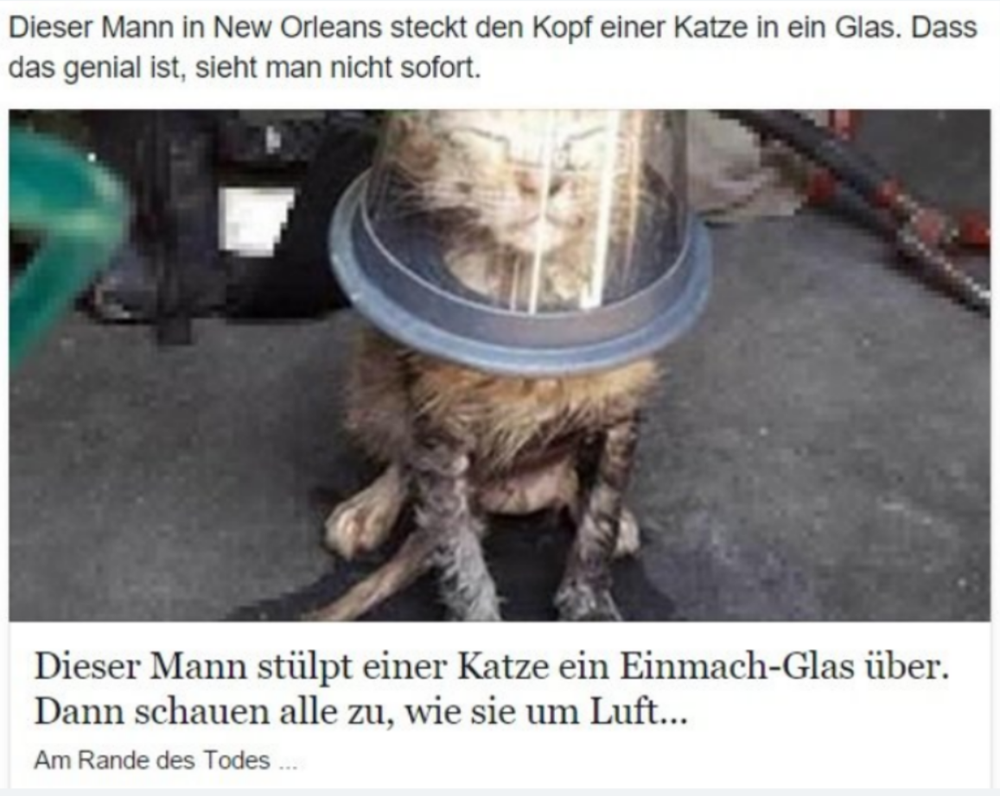 Dieser Mann in New Orleans steckt den Kopf einer Katze in ein Glas. Dass
das genial ist, sieht man nicht sofort.
Dieser Mann stülpt einer Katze ein Einmach-Glas über.
Dann schauen alle zu, wie sie um Luft...
Am Rande des Todes ...